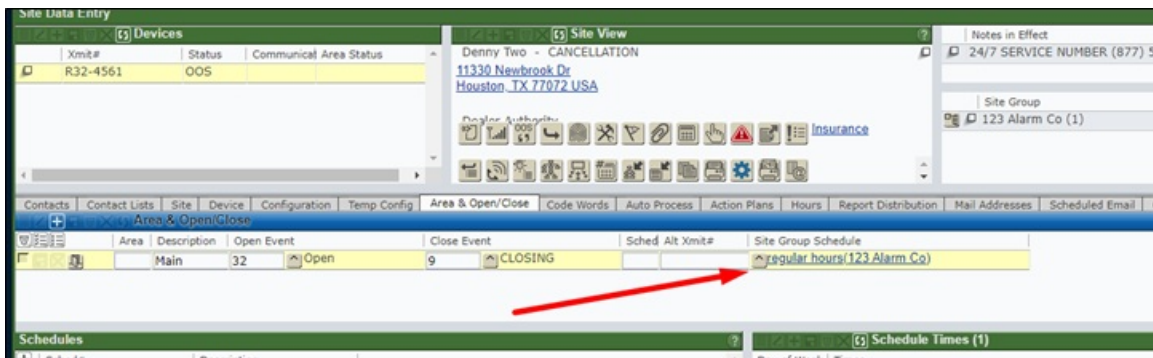 Site Data Entry
Devices
Xmit# Status Communicat Area Status
R32-4561 OOS
Site View
Denny Two - CANCELLATION
11330 Newbrook Dr
Houston, TX 77072 USA
Dealer Authority
OOS
Insurance
Notes in Effect
24/7 SERVICE NUMBER (877) 5
Site Group
123 Alarm Co (1)
Contacts Contact Lists Site Device Configuration Temp Config Area & Open/Close Code Words Auto Process Action Plans Hours Report Distribution Mail Addresses Scheduled Email
Area & Open/Close
Area Description Open Event Close Event Sched Alt Xmit# Site Group Schedule
Main 32 Open 9 CLOSING regular hours(123 Alarm Co)
Schedules
Schedule Times (1)